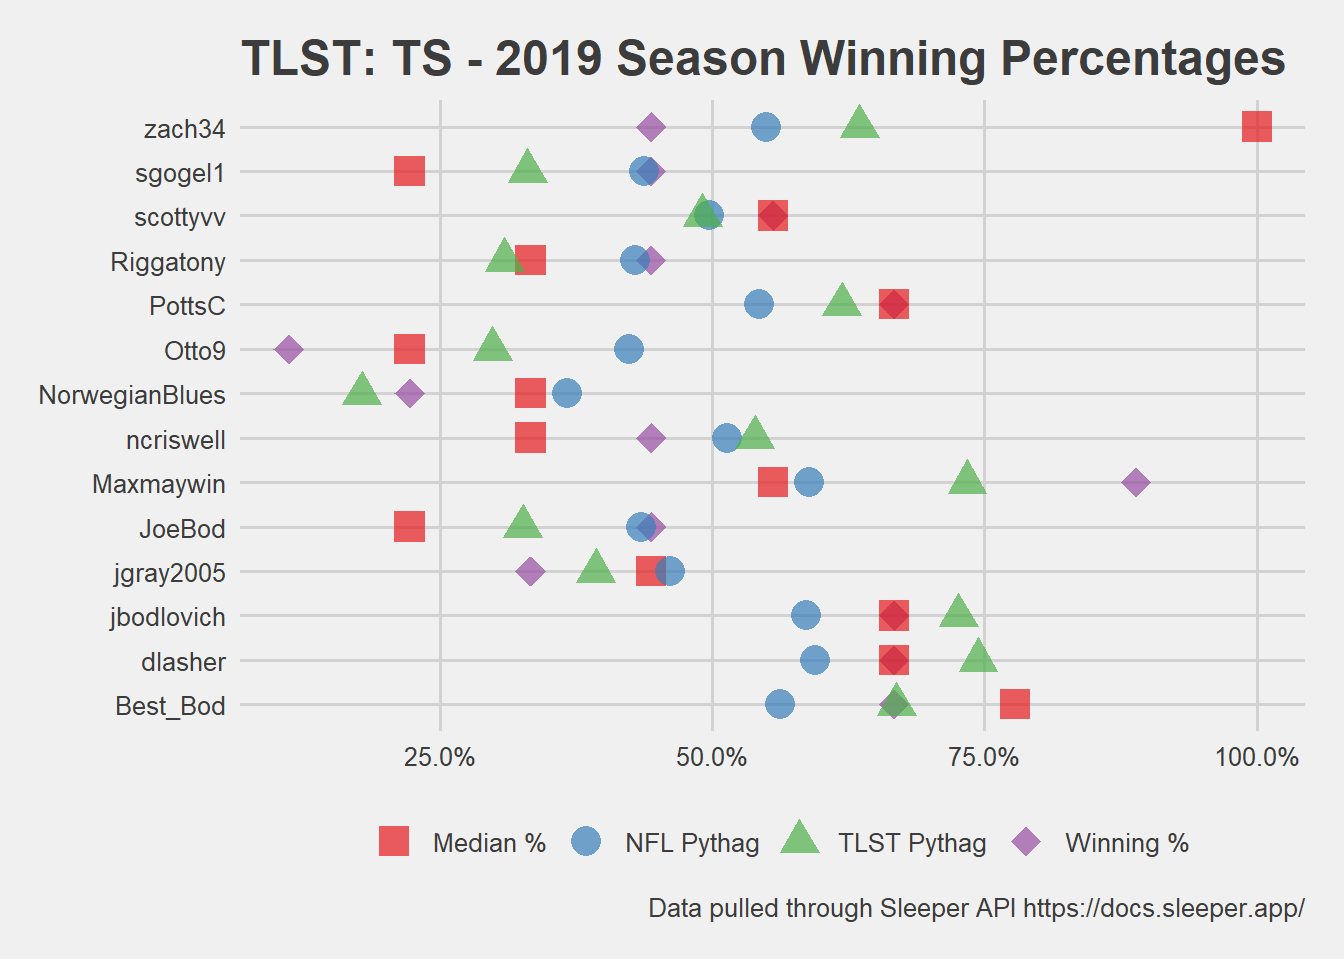 TLST: TS - 2019 Season Winning Percentages
zach34
sgogel1
scottyvv
Riggatony
PottsC
Otto9
NorwegianBlues
ncriswell
Maxmaywin
JoeBod
jgray2005
jbodlovich
dlasher
Best_Bod
25.0% 50.0% 75.0% 100.0%
Median % NFL Pythag TLST Pythag Winning %
Data pulled through Sleeper API https://docs.sleeper.app/